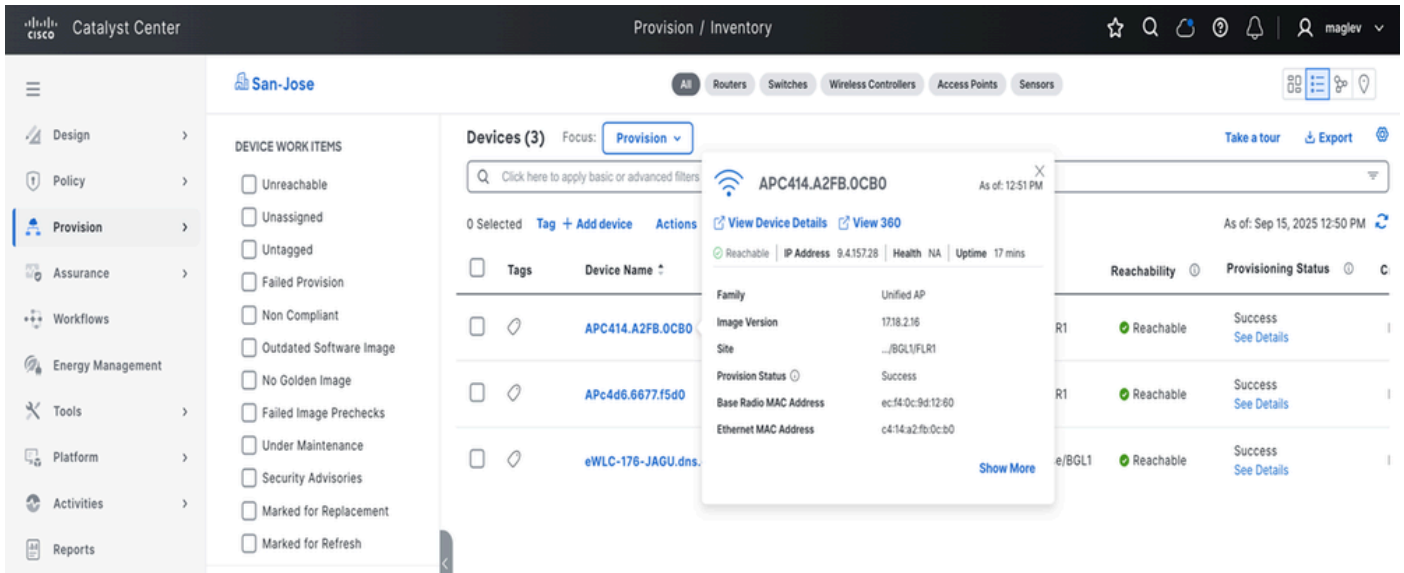 cisco Catalyst Center
Provision / Inventory
maglev
San-Jose
All Routers Switches Wireless Controllers Access Points Sensors
Design
Policy
Provision
Assurance
Workflows
Energy Management
Tools
Platform
Activities
Reports
DEVICE WORK ITEMS
Unreachable
Unassigned
Untagged
Failed Provision
Non Compliant
Outdated Software Image
No Golden Image
Failed Image Prechecks
Under Maintenance
Security Advisories
Marked for Replacement
Marked for Refresh
Devices (3) Focus: Provision
Take a tour Export
Click here to apply basic or advanced filters
0 Selected Tag + Add device Actions
As of: Sep 15, 2025 12:50 PM
Tags Device Name Reachability Provisioning Status C
APC414.A2FB.0CB0 R1 Reachable Success
See Details
APc4d6.6677.f5d0 R1 Reachable Success
See Details
eWLC-176-JAGU.dns. e/BGL1 Reachable Success
See Details
APC414.A2FB.0CB0
As of: 12:51 PM
View Device Details View 360
Reachable IP Address 9.4.157.28 Health NA Uptime 17 mins
Family Unified AP
Image Version 17.18.2.16
Site .../BGL1/FLR1
Provision Status Success
Base Radio MAC Address ec:f4:0c:9d:12:60
Ethernet MAC Address c4:14:a2:fb:0c:b0
Show More